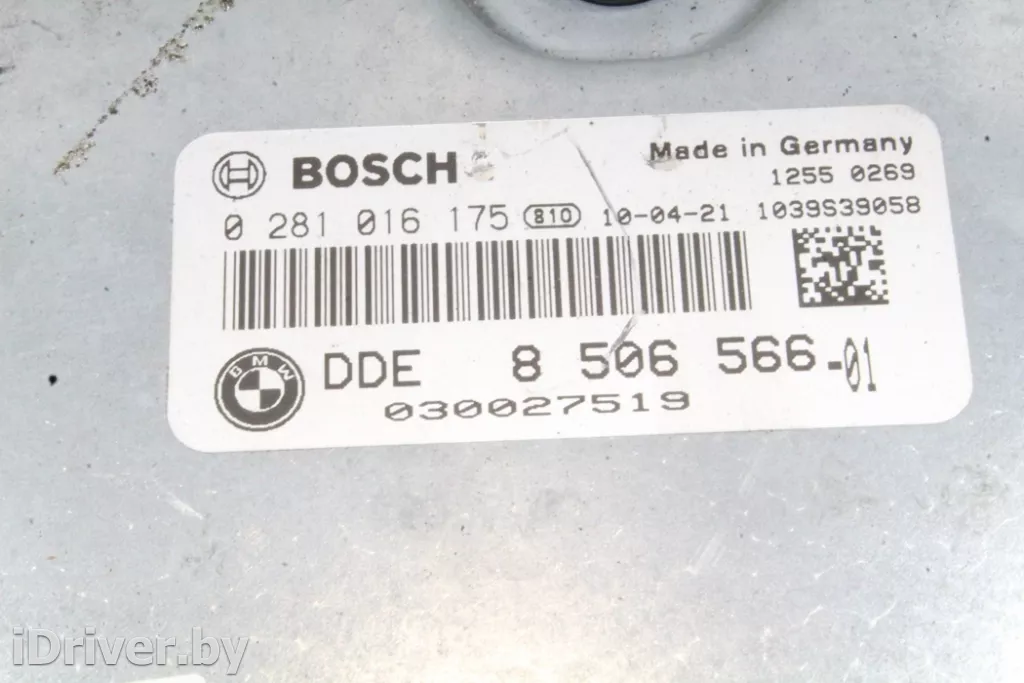 BOSCH
Made in Germany
1255 0269
0 281 016 175 810 10-04-21 1039S39058
BMW
DDE 8 506 566-01
030027519
iDriver.by